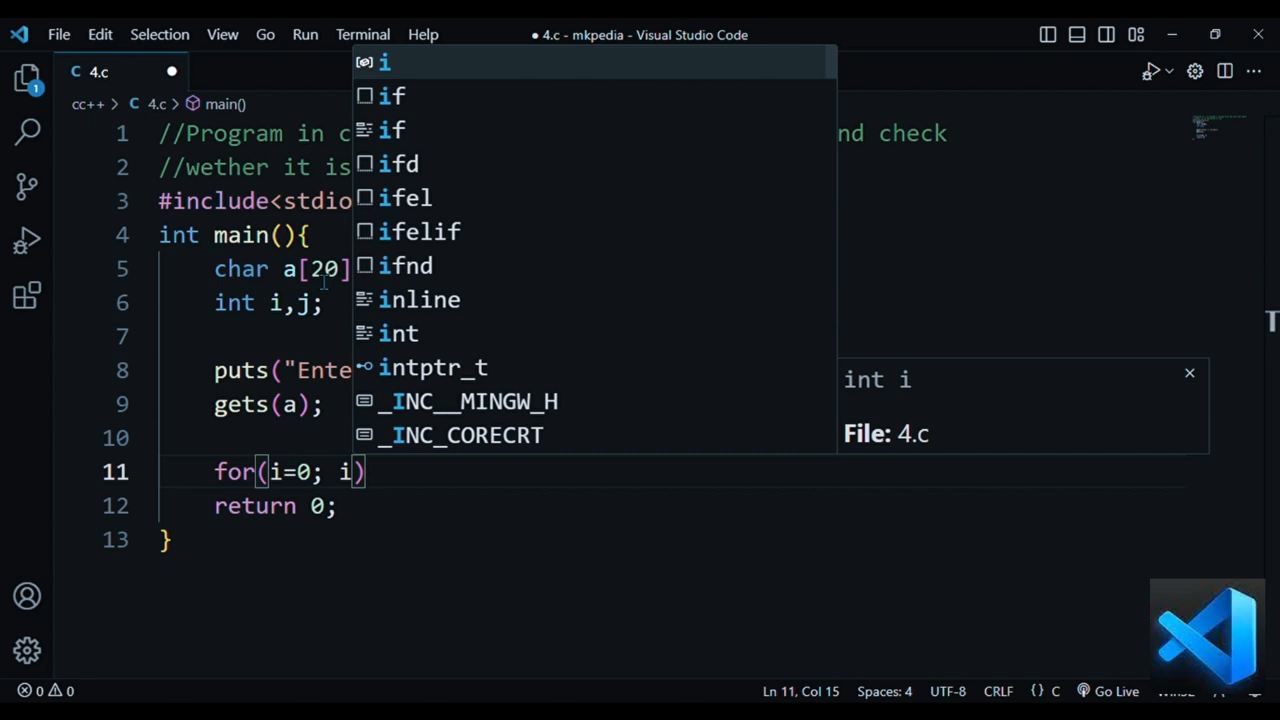 File Edit Selection View Go Run Terminal Help ● 4.c - mkpedia - Visual Studio Code
C 4.c ●
1
cc++ > C 4.c > main()
1 //Program in c nd check
2 //wether it is
3 #include<stdio
4 int main(){
5 char a[20]
6 int i,j;
7
8 puts("Ente
9 gets(a);
10
11 for(i=0; i)
12 return 0;
13 }
i
if
if
ifd
ifel
ifelif
ifnd
inline
int
intptr_t
_INC__MINGW_H
_INC_CORECRT
int i
File: 4.c
T
0 0 Ln 11, Col 15 Spaces: 4 UTF-8 CRLF {} C Go Live